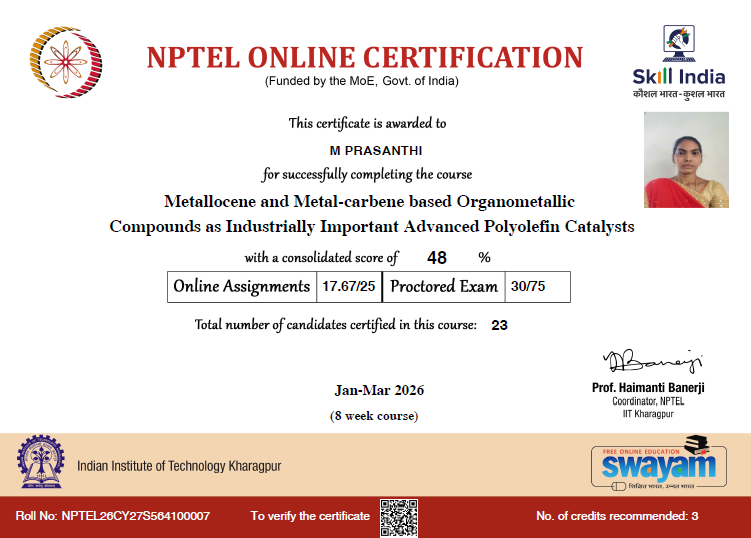 NPTEL ONLINE CERTIFICATION
(Funded by the MoE, Govt. of India)
Skill India
कौशल भारत - कुशल भारत
This certificate is awarded to
M PRASANTHI
for successfully completing the course
Metallocene and Metal-carbene based Organometallic
Compounds as Industrially Important Advanced Polyolefin Catalysts
with a consolidated score of 48 %
Online Assignments 17.67/25 Proctored Exam 30/75
Total number of candidates certified in this course: 23
Jan-Mar 2026
(8 week course)
Prof. Haimanti Banerji
Coordinator, NPTEL
IIT Kharagpur
Indian Institute of Technology Kharagpur
FREE ONLINE EDUCATION
swayam
शिक्षित भारत, उन्नत भारत
Roll No: NPTEL26CY27S564100007 To verify the certificate No. of credits recommended: 3